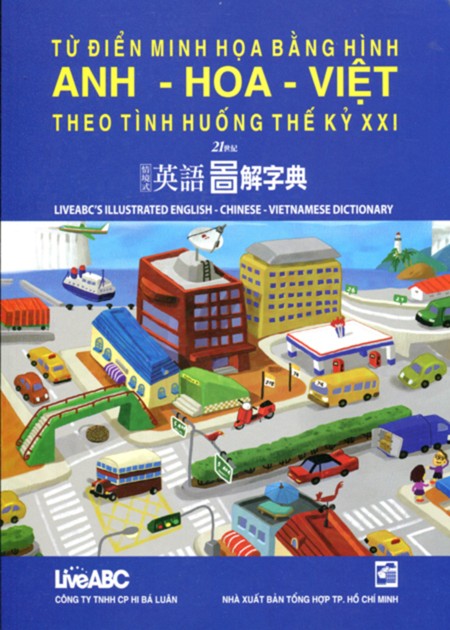 TỪ ĐIỂN MINH HỌA BẰNG HÌNH
ANH - HOA - VIỆT
THEO TÌNH HUỐNG THẾ KỶ XXI
21世紀
情境式 英語圖解字典
LIVEABC'S ILLUSTRATED ENGLISH - CHINESE - VIETNAMESE DICTIONARY
LiveABC
CÔNG TY TNHH CP HI BÁ LUÂN
NHÀ XUẤT BẢN TỔNG HỢP TP. HỒ CHÍ MINH